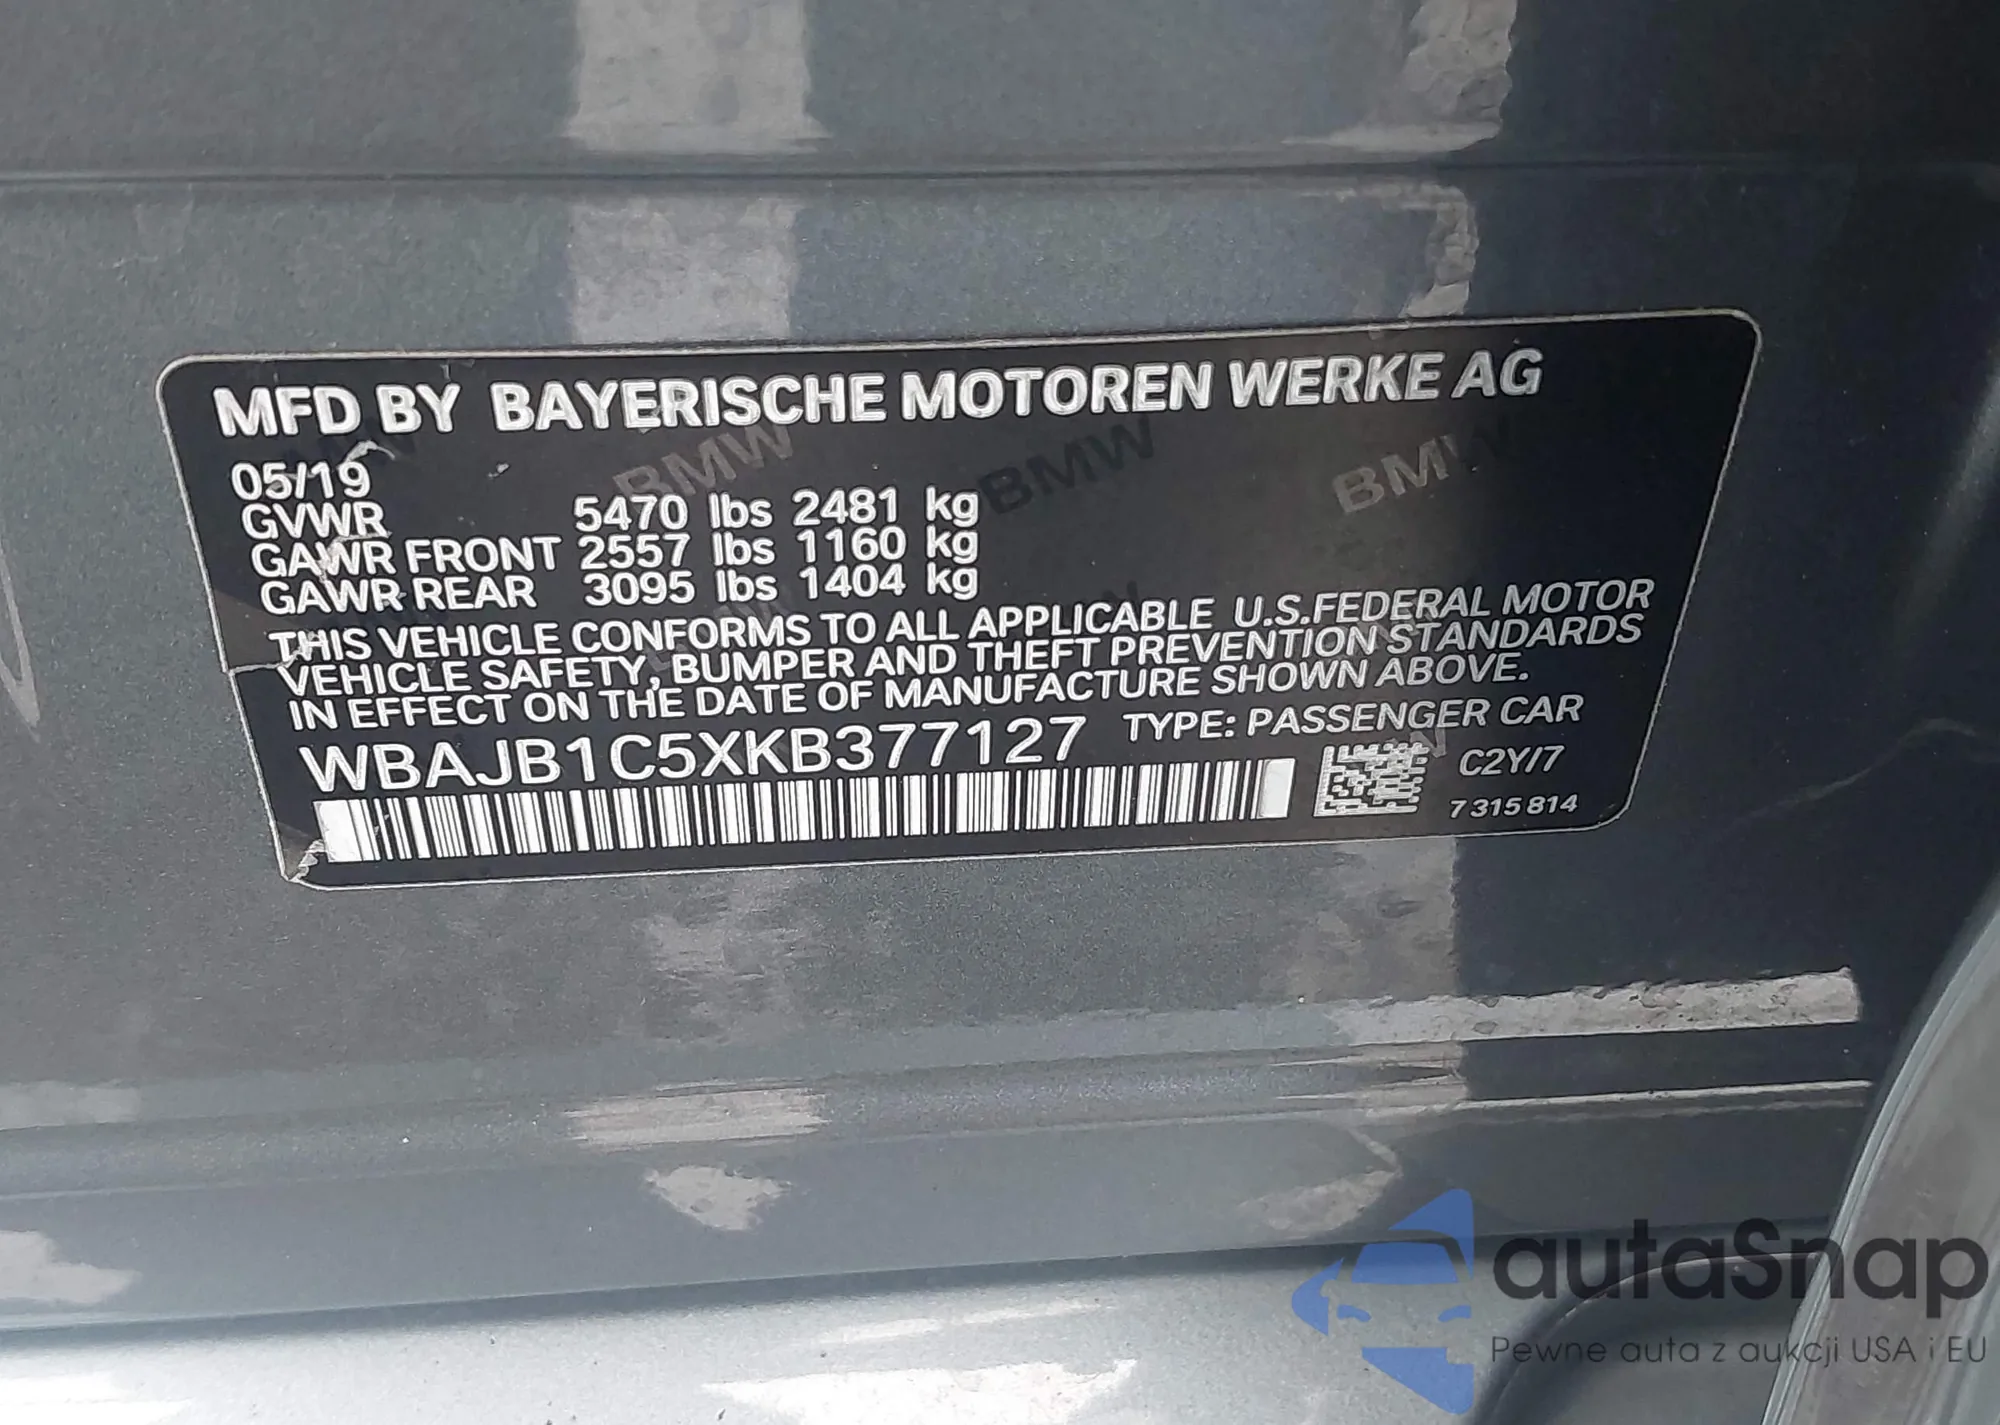 MFD BY BAYERISCHE MOTOREN WERKE AG
BMW BMW BMW
05/19
GVWR 5470 lbs 2481 kg
GAWR FRONT 2557 lbs 1160 kg
GAWR REAR 3095 lbs 1404 kg
THIS VEHICLE CONFORMS TO ALL APPLICABLE U.S.FEDERAL MOTOR
VEHICLE SAFETY, BUMPER AND THEFT PREVENTION STANDARDS
IN EFFECT ON THE DATE OF MANUFACTURE SHOWN ABOVE.
WBAJB1C5XKB377127 TYPE: PASSENGER CAR
C2Y/7
7 315 814
autaSnap
Pewne auta z aukcji USA i EU